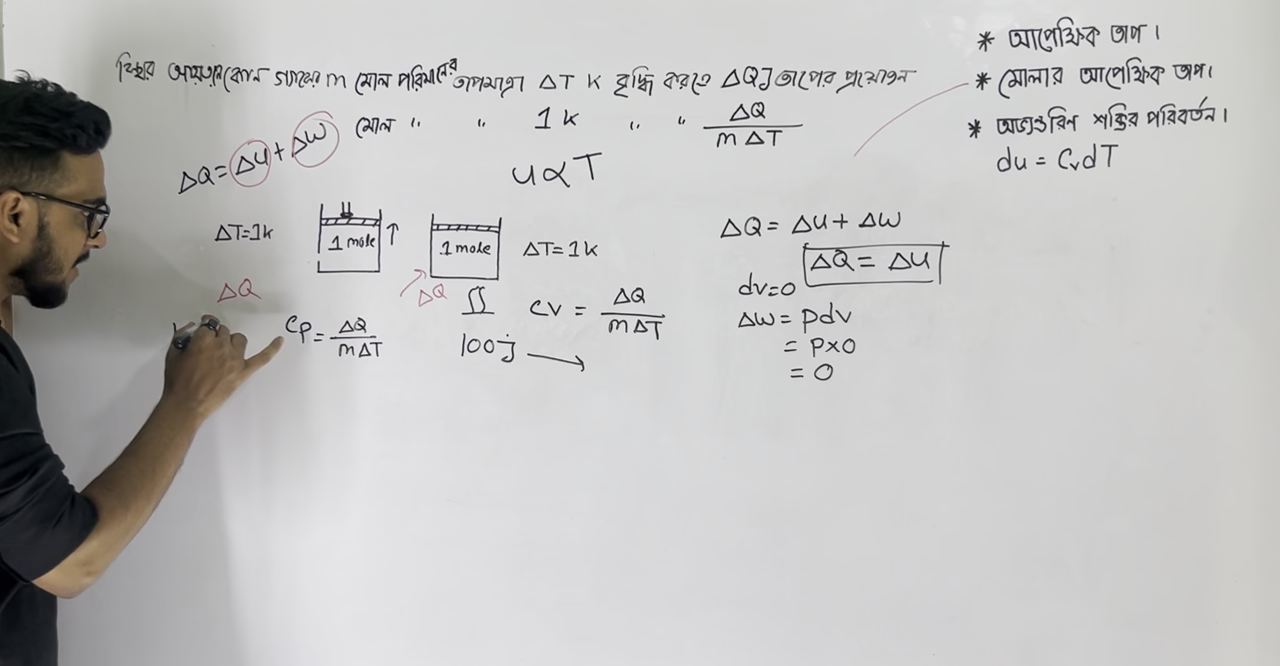 * আপেক্ষিক তাপ।
* মোলার আপেক্ষিক তাপ।
* অভ্যন্তরিণ শক্তির পরিবর্তন।
du = CvdT
স্থির আয়তনে কোন গ্যাসের m মোল পরিমানের তাপমাত্রা ΔT K বৃদ্ধি করতে ΔQJ তাপের প্রয়োজন
মোল " " 1K " " ΔQ / mΔT
ΔQ = Δu + ΔW
u∝T
ΔT=1k
1 mole ↑
1 mole
ΔT=1k
ΔQ
ΔQ
Cp = ΔQ / mΔT
∬
CV = ΔQ / mΔT
100j →
ΔQ = Δu + ΔW
ΔQ = Δu
dv=0
ΔW = Pdv
= P×0
= 0